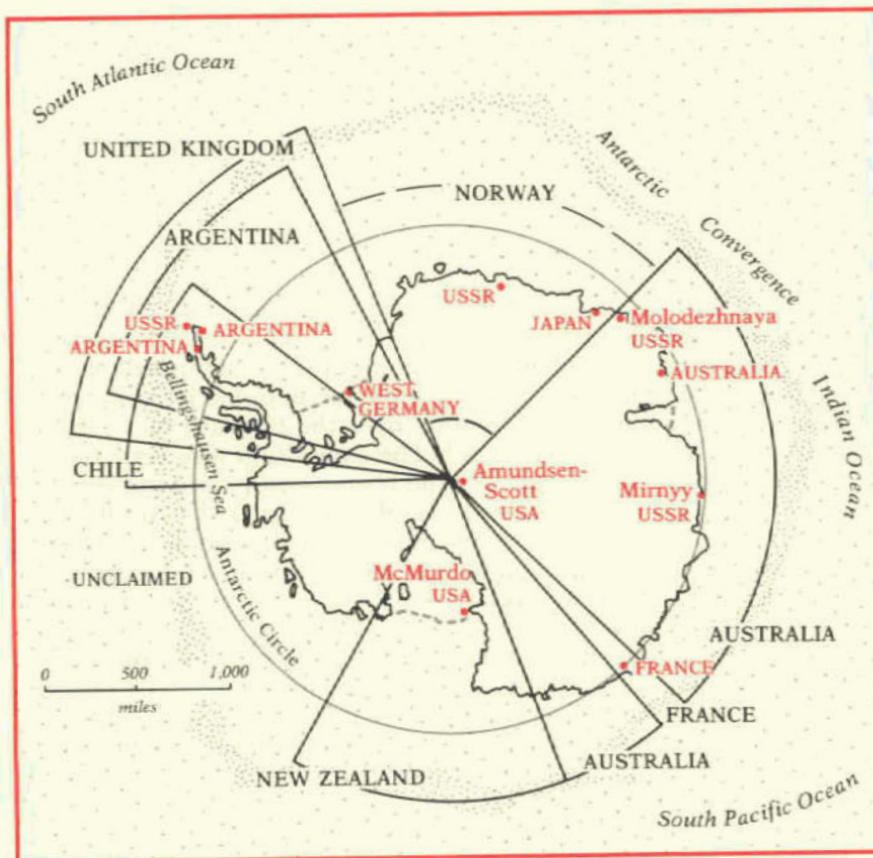 South Atlantic Ocean
UNITED KINGDOM
ARGENTINA
NORWAY
Antarctic
Convergence
USSR
ARGENTINA
ARGENTINA
USSR
JAPAN
Molodezhnaya
USSR
AUSTRALIA
Bellingshausen Sea
WEST
GERMANY
Indian Ocean
CHILE
Amundsen-
Scott
USA
Mirnyy
USSR
UNCLAIMED
Antarctic Circle
McMurdo
USA
0 500 1,000
miles
AUSTRALIA
FRANCE
FRANCE
AUSTRALIA
NEW ZEALAND
South Pacific Ocean